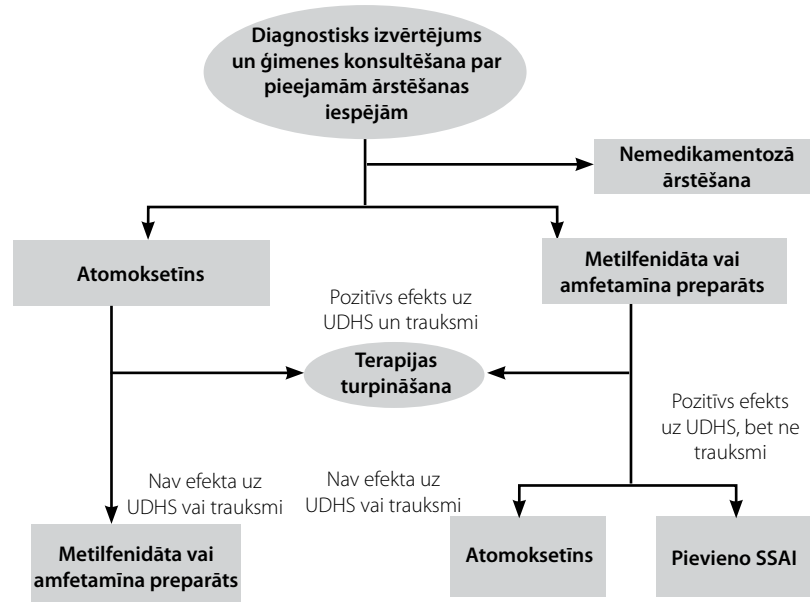 Diagnostisks izvērtējums
un ģimenes konsultēšana par
pieejamām ārstēšanas
iespējām
Nemedikamentozā
ārstēšana
Atomoksetīns
Metilfenidāta vai
amfetamīna preparāts
Pozitīvs efekts uz
UDHS un trauksmi
Terapijas
turpināšana
Pozitīvs efekts
uz UDHS, bet ne
trauksmi
Nav efekta uz
UDHS vai trauksmi
Nav efekta uz
UDHS vai trauksmi
Metilfenidāta vai
amfetamīna preparāts
Atomoksetīns
Pievieno SSAI